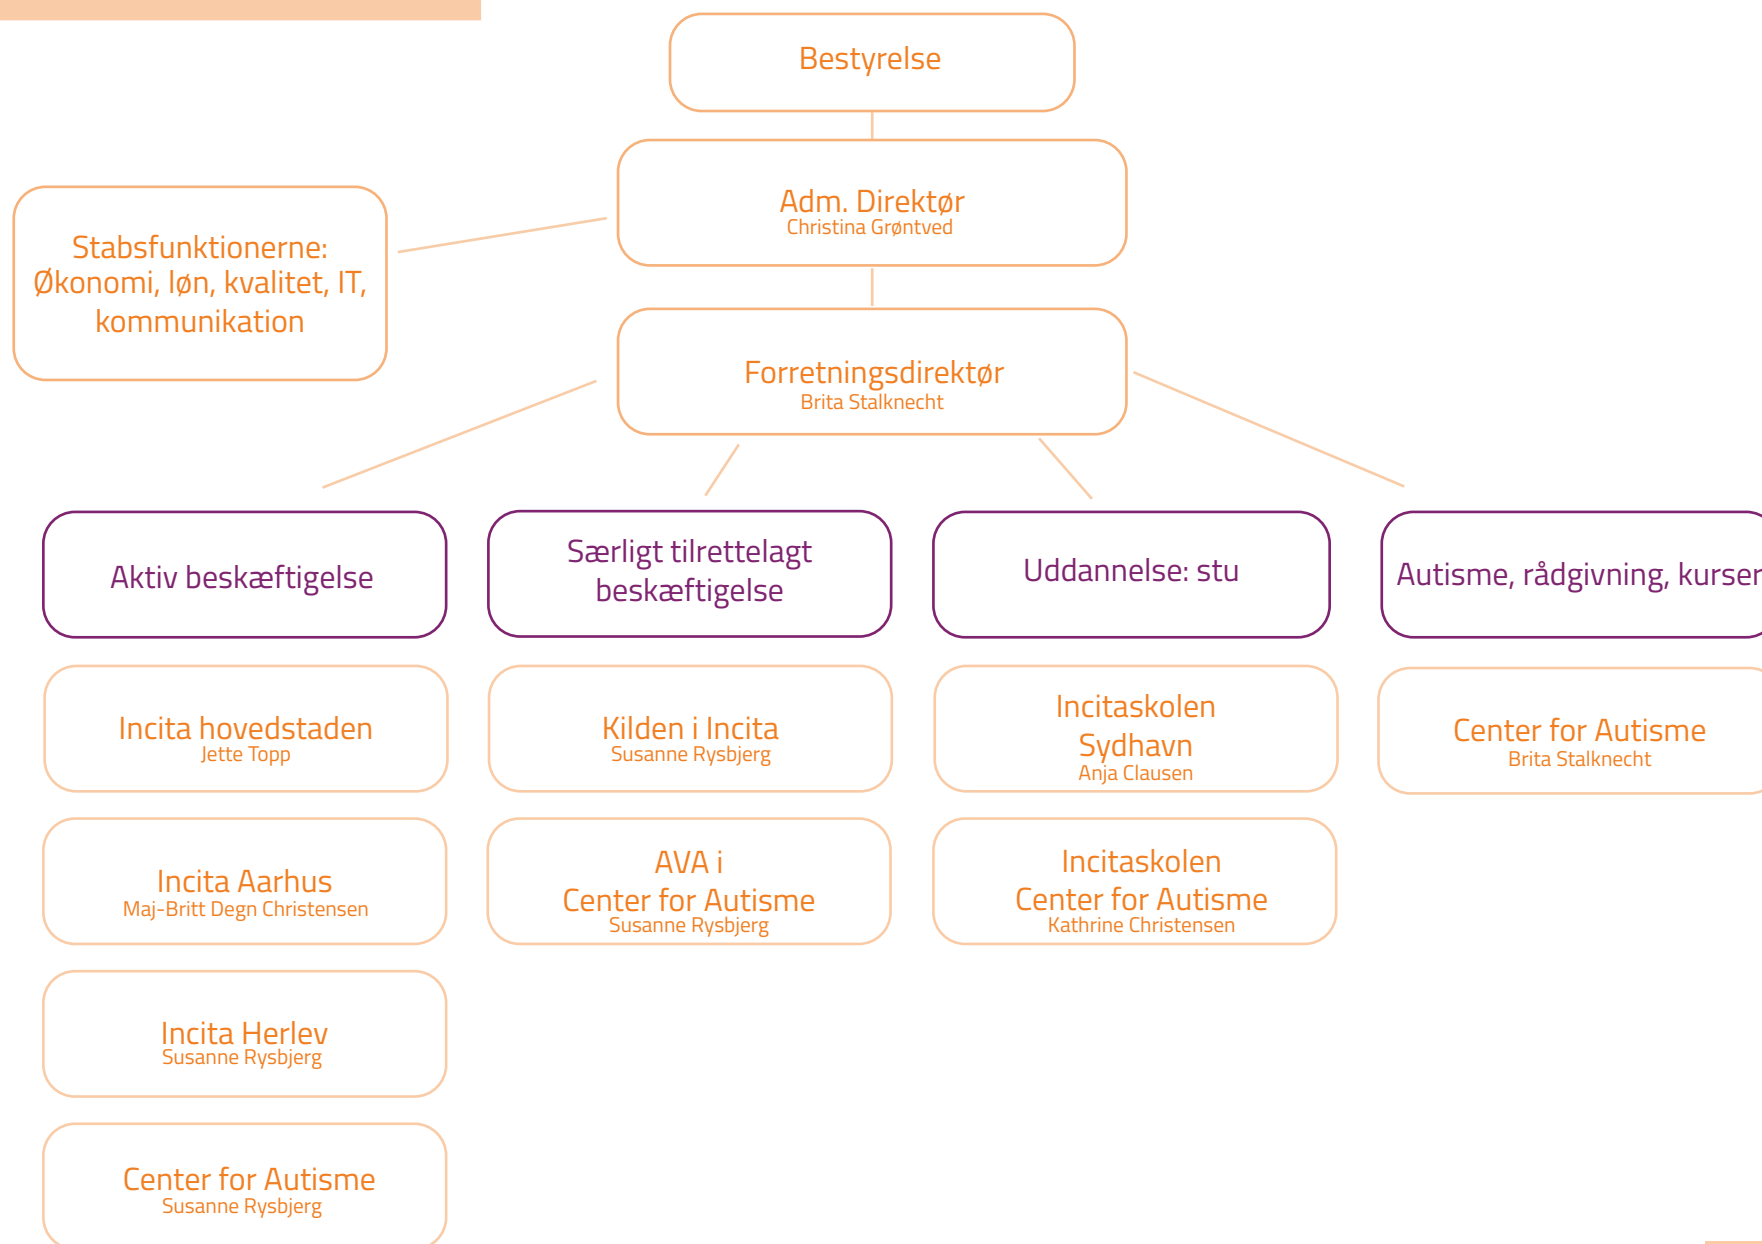 Bestyrelse
Adm. Direktør
Christina Grøntved
Stabsfunktionerne:
Økonomi, løn, kvalitet, IT,
kommunikation
Forretningsdirektør
Brita Stalknecht
Aktiv beskæftigelse
Særligt tilrettelagt
beskæftigelse
Uddannelse: stu
Autisme, rådgivning, kurser
Incita hovedstaden
Jette Topp
Kilden i Incita
Susanne Rysbjerg
Incitaskolen
Sydhavn
Anja Clausen
Center for Autisme
Brita Stalknecht
Incita Aarhus
Maj-Britt Degn Christensen
AVA i
Center for Autisme
Susanne Rysbjerg
Incitaskolen
Center for Autisme
Kathrine Christensen
Incita Herlev
Susanne Rysbjerg
Center for Autisme
Susanne Rysbjerg